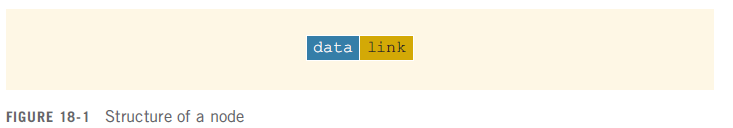 data link
FIGURE 18-1 Structure of a node